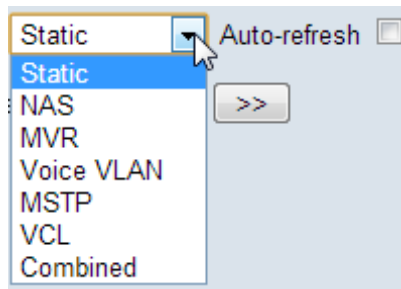 Static Auto-refresh
Static
NAS >>
MVR
Voice VLAN
MSTP
VCL
Combined